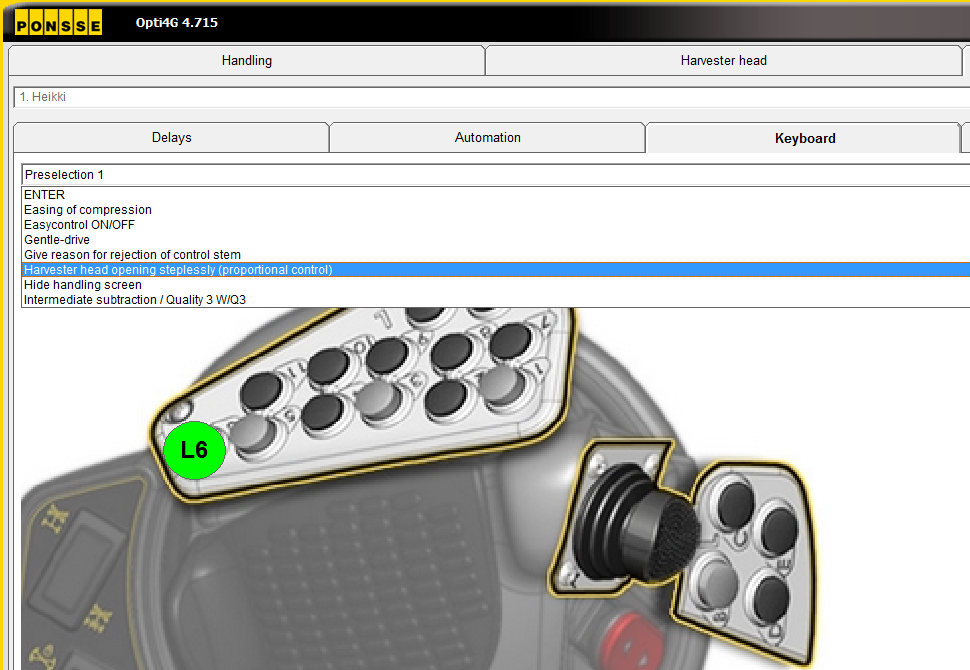 PONSSE
Opti4G 4.715
Handling
Harvester head
1. Heikki
Delays
Automation
Keyboard
Preselection 1
ENTER
Easing of compression
Easycontrol ON/OFF
Gentle-drive
Give reason for rejection of control stem
Harvester head opening steplessly (proportional control)
Hide handling screen
Intermediate subtraction / Quality 3 W/Q3
L6